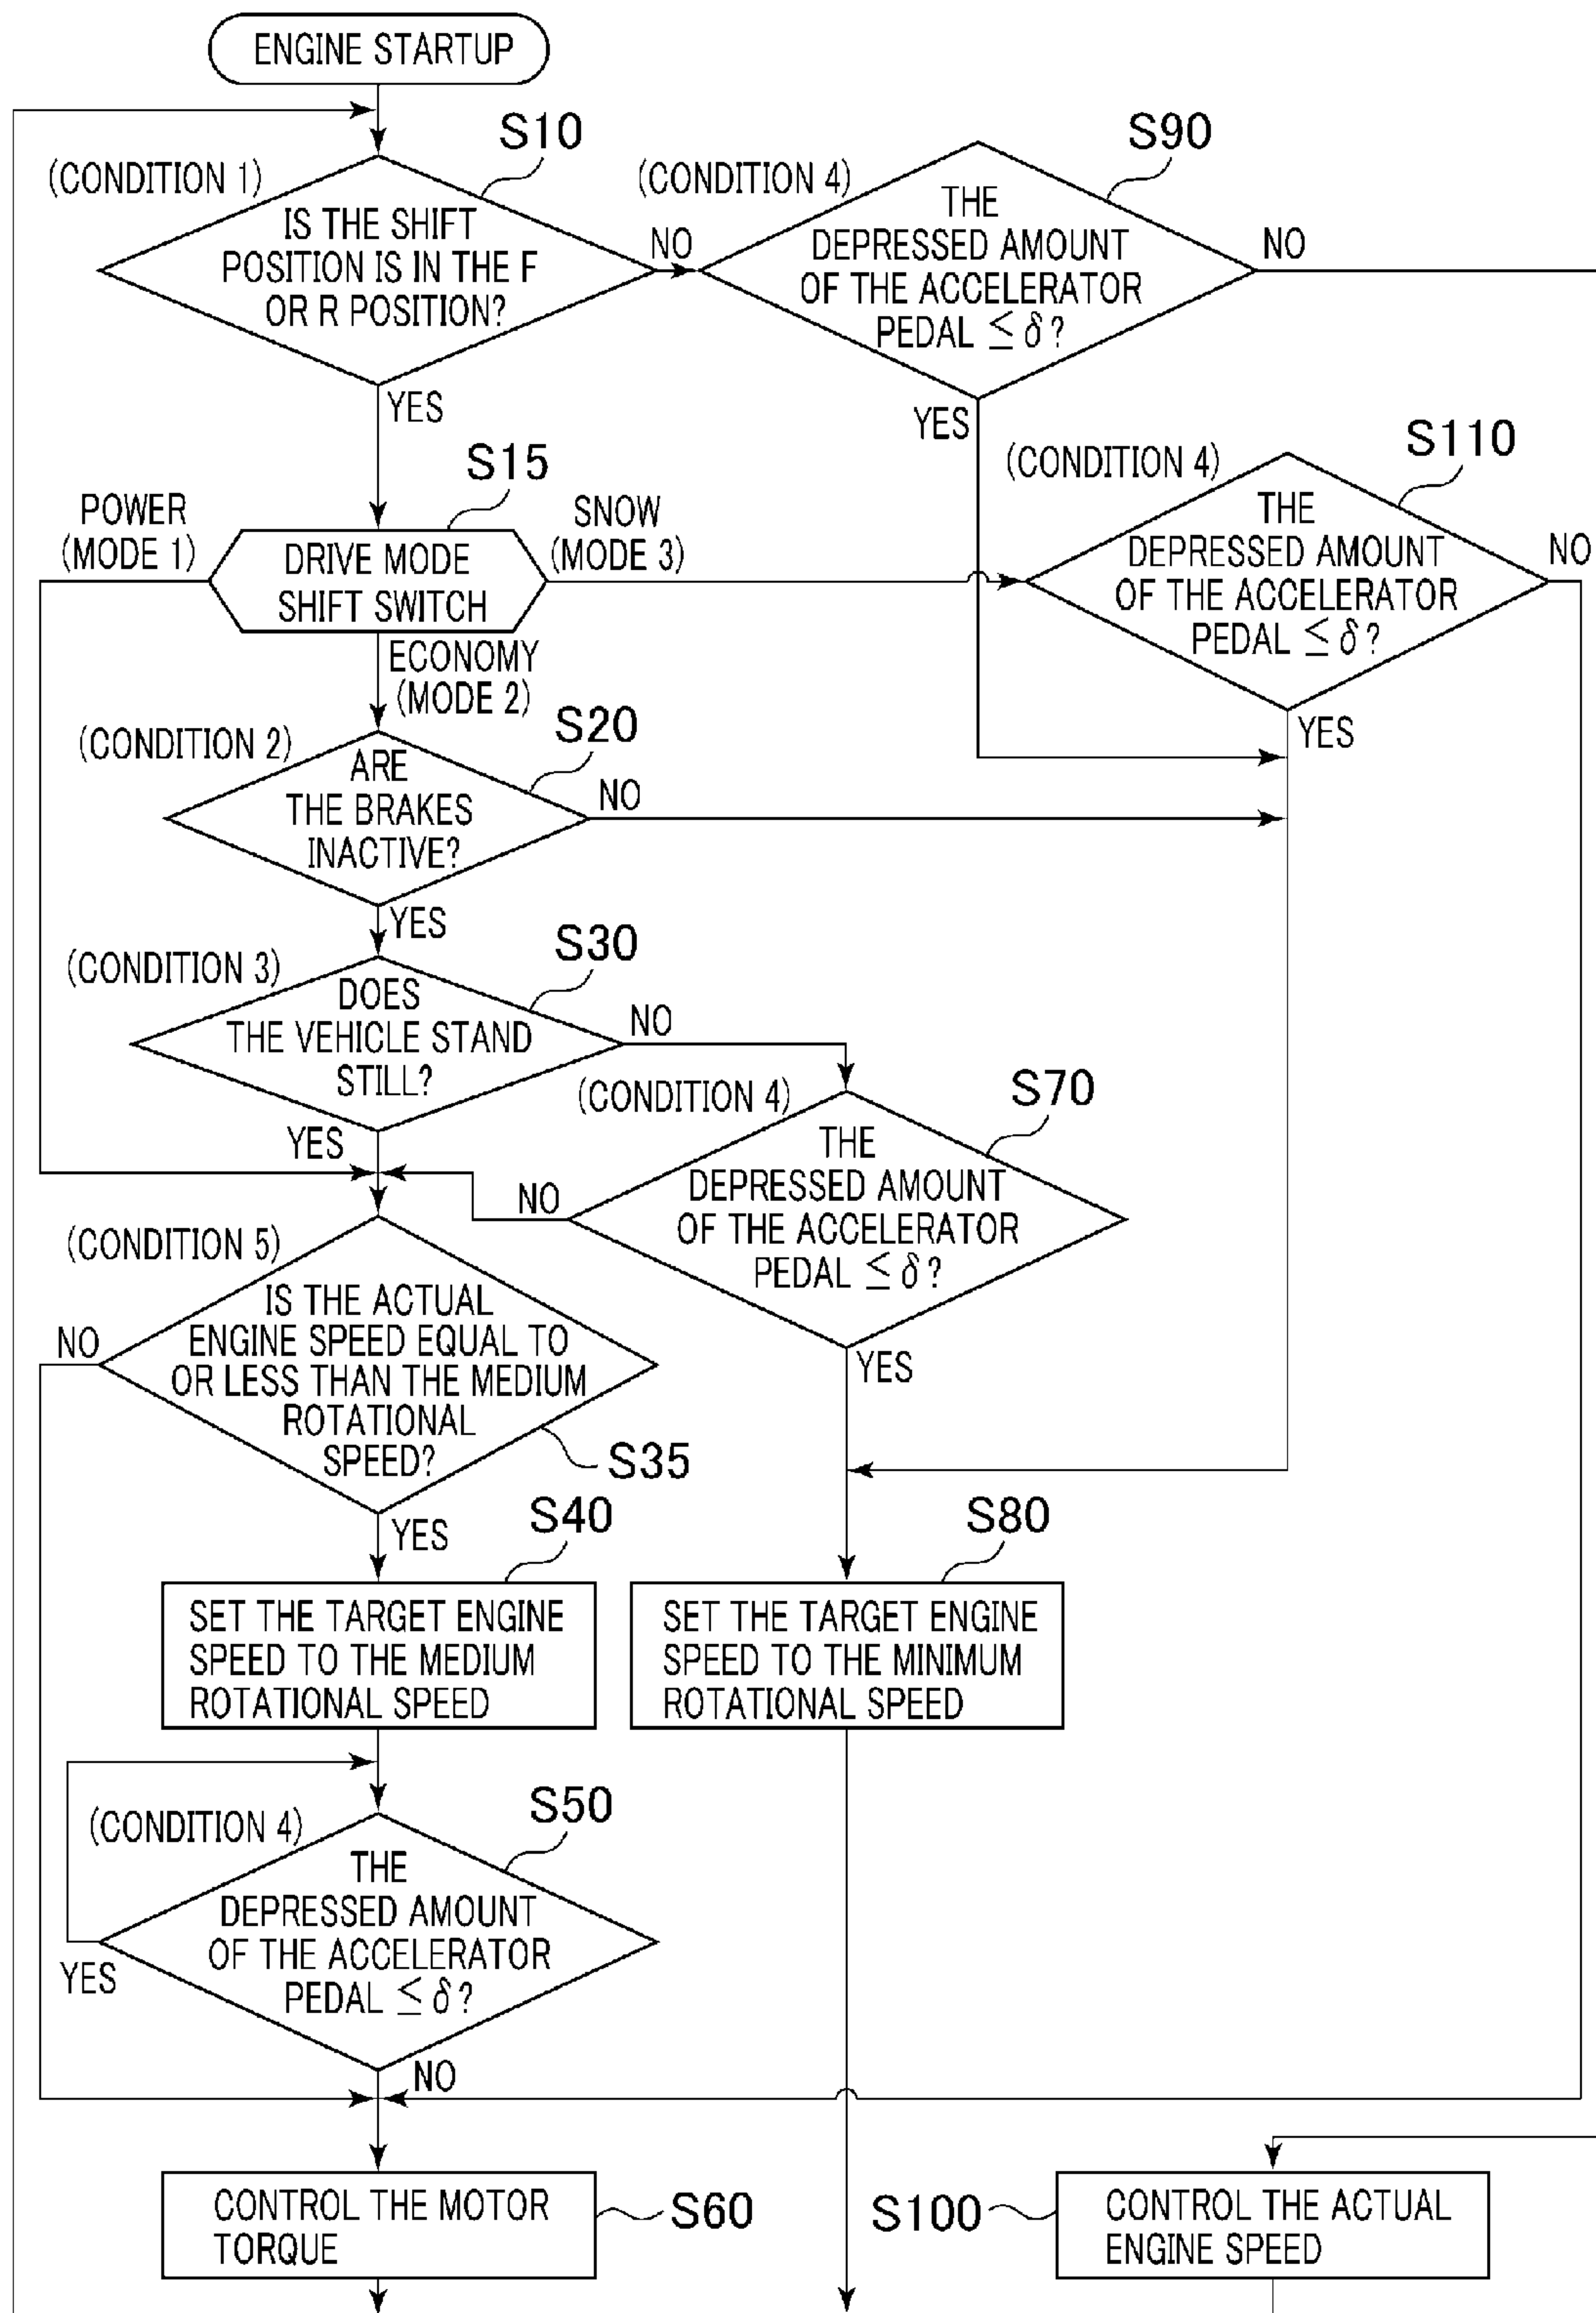 ENGINE STARTUP
S10
(CONDITION 1)
IS THE SHIFT
POSITION IS IN THE F
OR R POSITION?
NO
YES
S90
(CONDITION 4)
THE
DEPRESSED AMOUNT
OF THE ACCELERATOR
PEDAL ≦ δ?
NO
YES
S15
POWER
(MODE 1)
DRIVE MODE
SHIFT SWITCH
SNOW
(MODE 3)
ECONOMY
(MODE 2)
S110
(CONDITION 4)
THE
DEPRESSED AMOUNT
OF THE ACCELERATOR
PEDAL ≦ δ?
NO
YES
S20
(CONDITION 2)
ARE
THE BRAKES
INACTIVE?
NO
YES
S30
(CONDITION 3)
DOES
THE VEHICLE STAND
STILL?
NO
YES
S70
(CONDITION 4)
THE
DEPRESSED AMOUNT
OF THE ACCELERATOR
PEDAL ≦ δ?
NO
YES
(CONDITION 5)
IS THE ACTUAL
ENGINE SPEED EQUAL TO
OR LESS THAN THE MEDIUM
ROTATIONAL
SPEED?
NO
S35
YES
S40
SET THE TARGET ENGINE
SPEED TO THE MEDIUM
ROTATIONAL SPEED
S80
SET THE TARGET ENGINE
SPEED TO THE MINIMUM
ROTATIONAL SPEED
S50
(CONDITION 4)
THE
DEPRESSED AMOUNT
OF THE ACCELERATOR
PEDAL ≦ δ?
YES
NO
CONTROL THE MOTOR
TORQUE
S60
S100
CONTROL THE ACTUAL
ENGINE SPEED